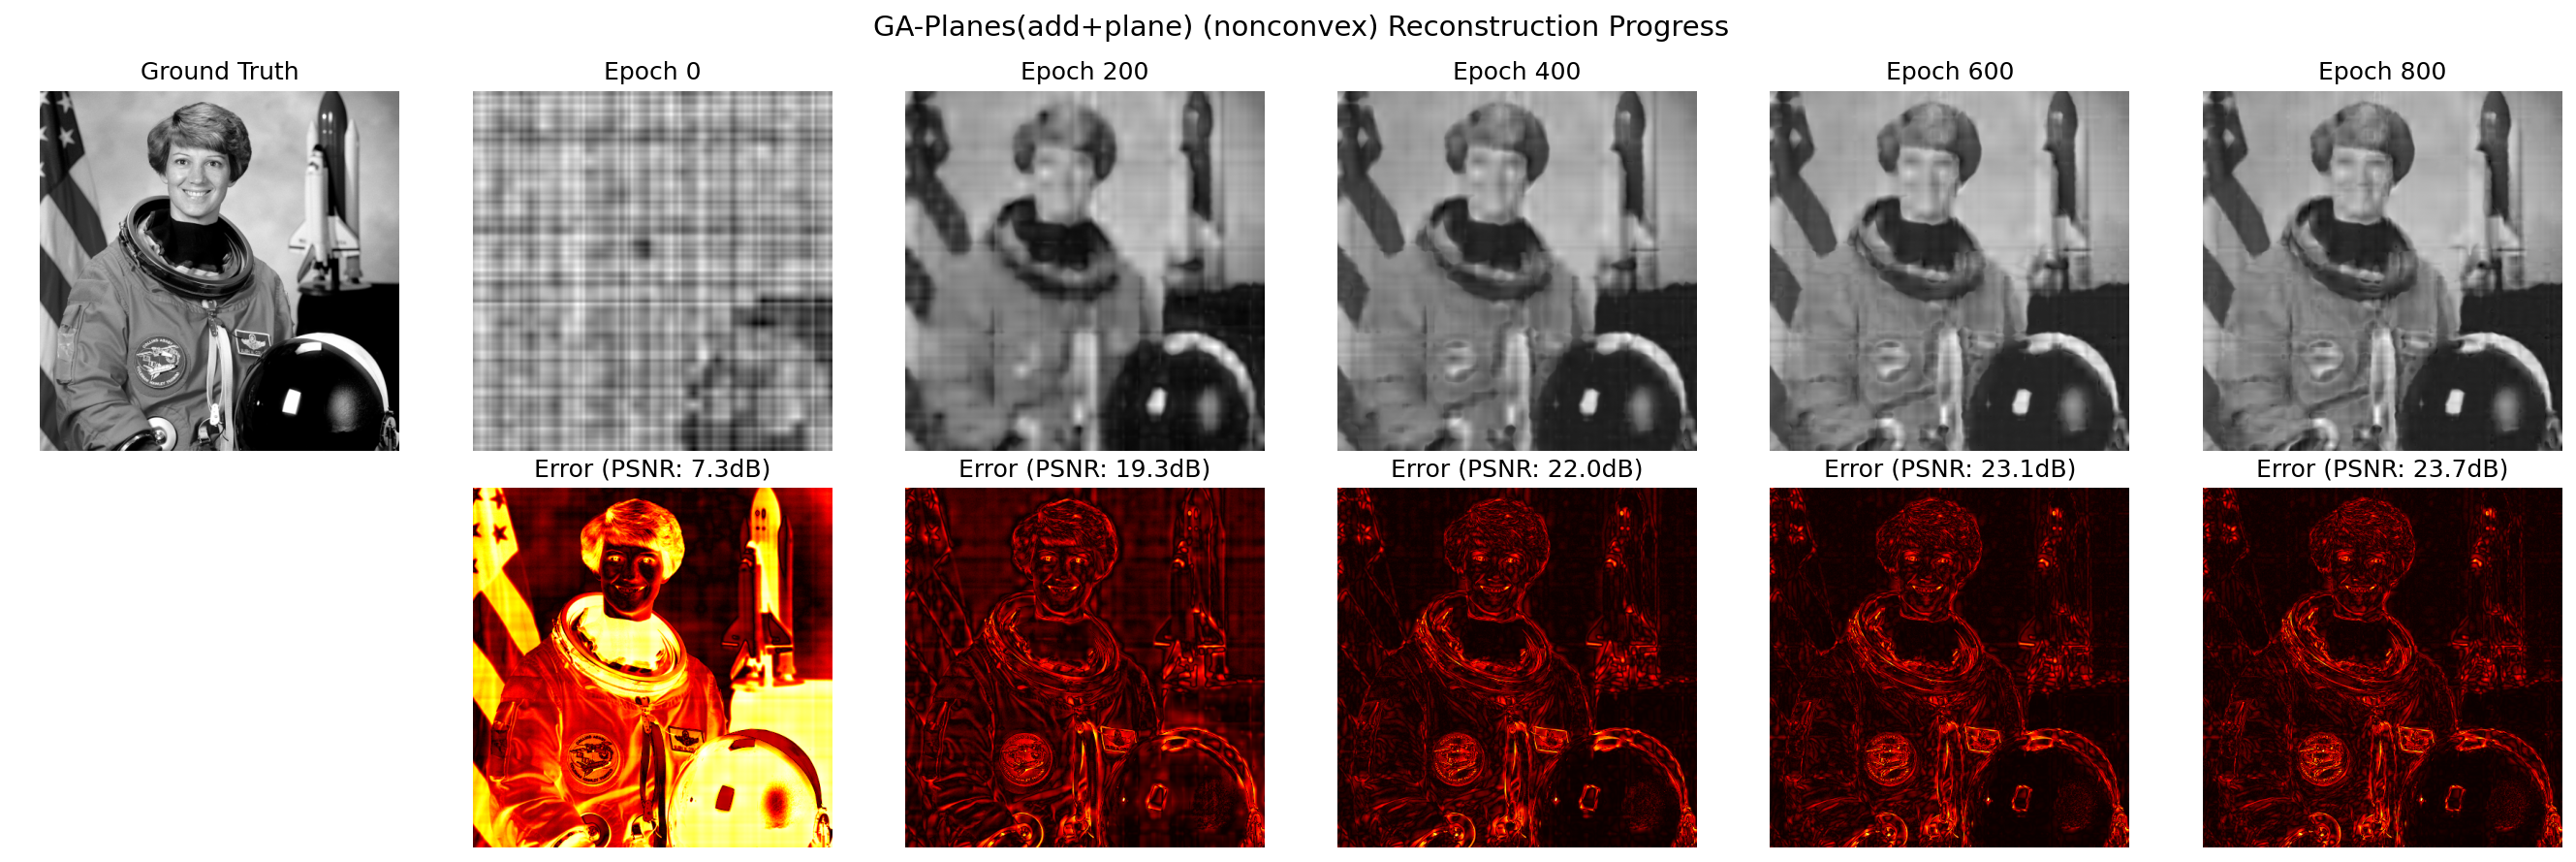 GA-Planes(add+plane) (nonconvex) Reconstruction Progress
Ground Truth
Epoch 0
Epoch 200
Epoch 400
Epoch 600
Epoch 800
Error (PSNR: 7.3dB)
Error (PSNR: 19.3dB)
Error (PSNR: 22.0dB)
Error (PSNR: 23.1dB)
Error (PSNR: 23.7dB)